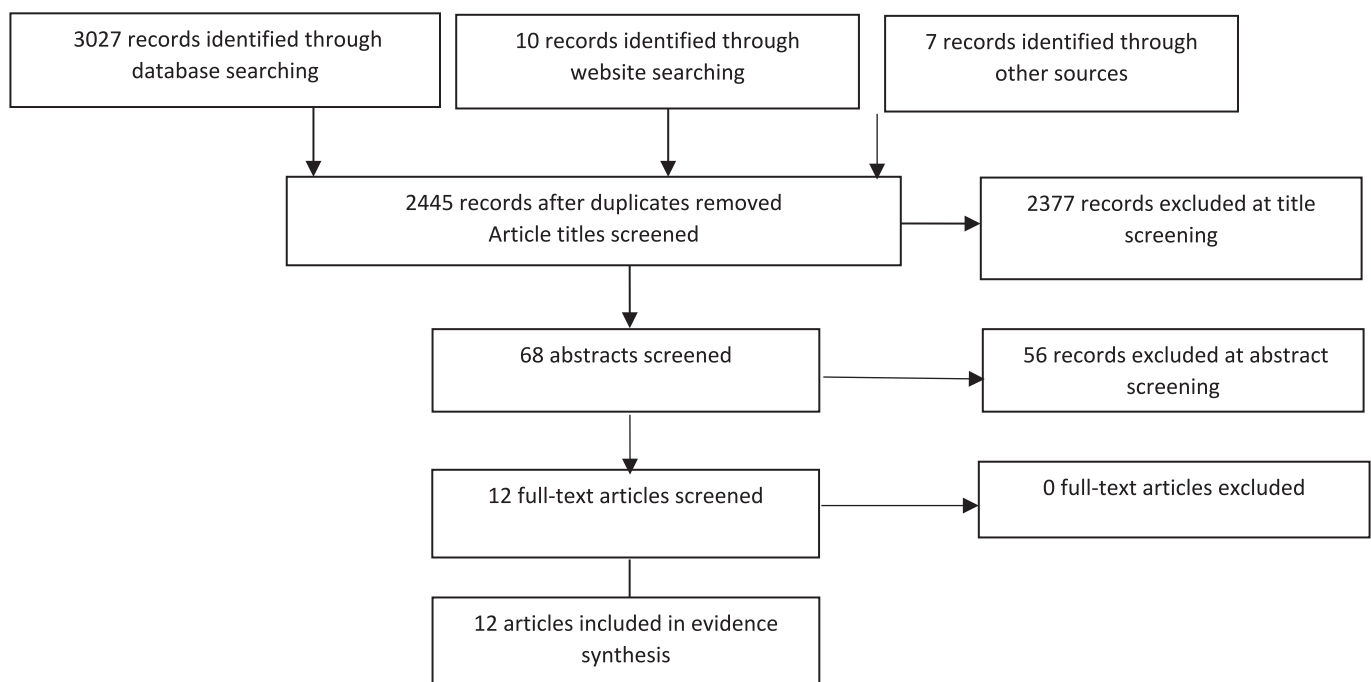 3027 records identified through
database searching
10 records identified through
website searching
7 records identified through
other sources
2445 records after duplicates removed
Article titles screened
2377 records excluded at title
screening
68 abstracts screened
56 records excluded at abstract
screening
12 full-text articles screened
0 full-text articles excluded
12 articles included in evidence
synthesis